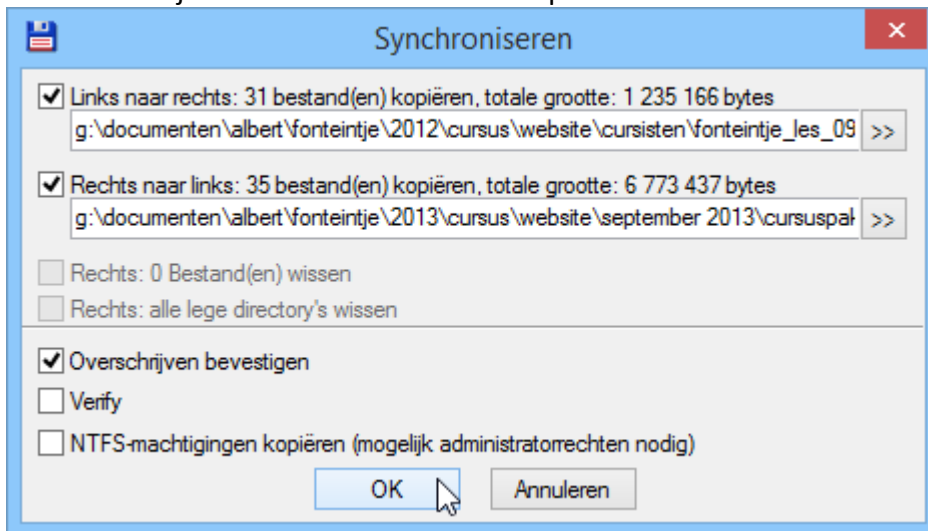 Synchroniseren
Links naar rechts: 31 bestand(en) kopiëren, totale grootte: 1 235 166 bytes
g:\documenten\albert\fonteintje\2012\cursus\website\cursisten\fonteintje_les_09 >>
Rechts naar links: 35 bestand(en) kopiëren, totale grootte: 6 773 437 bytes
g:\documenten\albert\fonteintje\2013\cursus\website\september 2013\cursuspak >>
Rechts: 0 Bestand(en) wissen
Rechts: alle lege directory's wissen
Overschrijven bevestigen
Verify
NTFS-machtigingen kopiëren (mogelijk administratorrechten nodig)
OK Annuleren